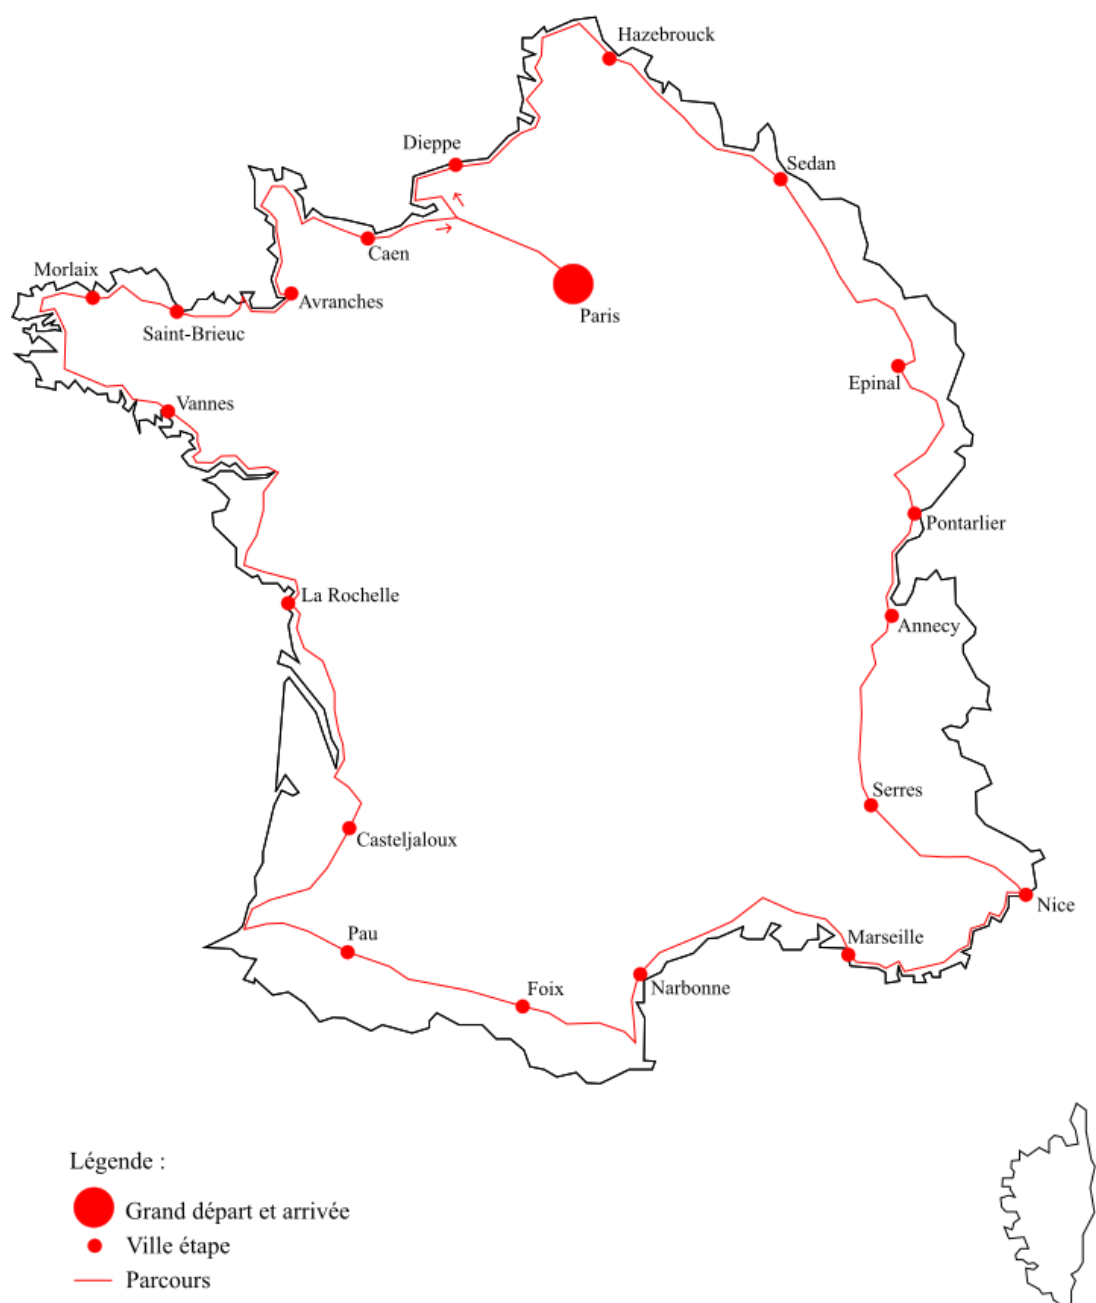 Hazebrouck
Dieppe
Sedan
Caen
Morlaix
Avranches
Paris
Saint-Brieuc
Epinal
Vannes
Pontarlier
La Rochelle
Annecy
Serres
Casteljaloux
Nice
Pau
Marseille
Foix
Narbonne
Légende :
Grand départ et arrivée
Ville étape
Parcours